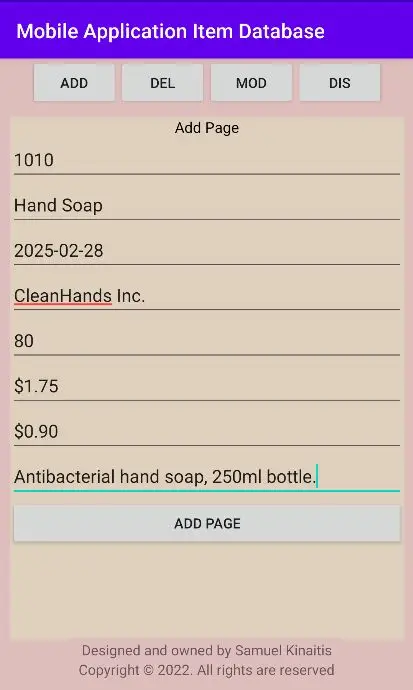 Mobile Application Item Database
ADD DEL MOD DIS
Add Page
1010
Hand Soap
2025-02-28
CleanHands Inc.
80
$1.75
$0.90
Antibacterial hand soap, 250ml bottle.
ADD PAGE
Designed and owned by Samuel Kinaitis
Copyright © 2022. All rights are reserved